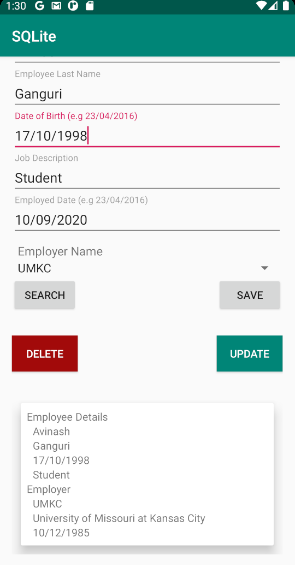 1:30
SQLite
Employee Last Name
Ganguri
Date of Birth (e.g 23/04/2016)
17/10/1998
Job Description
Student
Employed Date (e.g 23/04/2016)
10/09/2020
Employer Name
UMKC
SEARCH SAVE
DELETE UPDATE
Employee Details
Avinash
Ganguri
17/10/1998
Student
Employer
UMKC
University of Missouri at Kansas City
10/12/1985